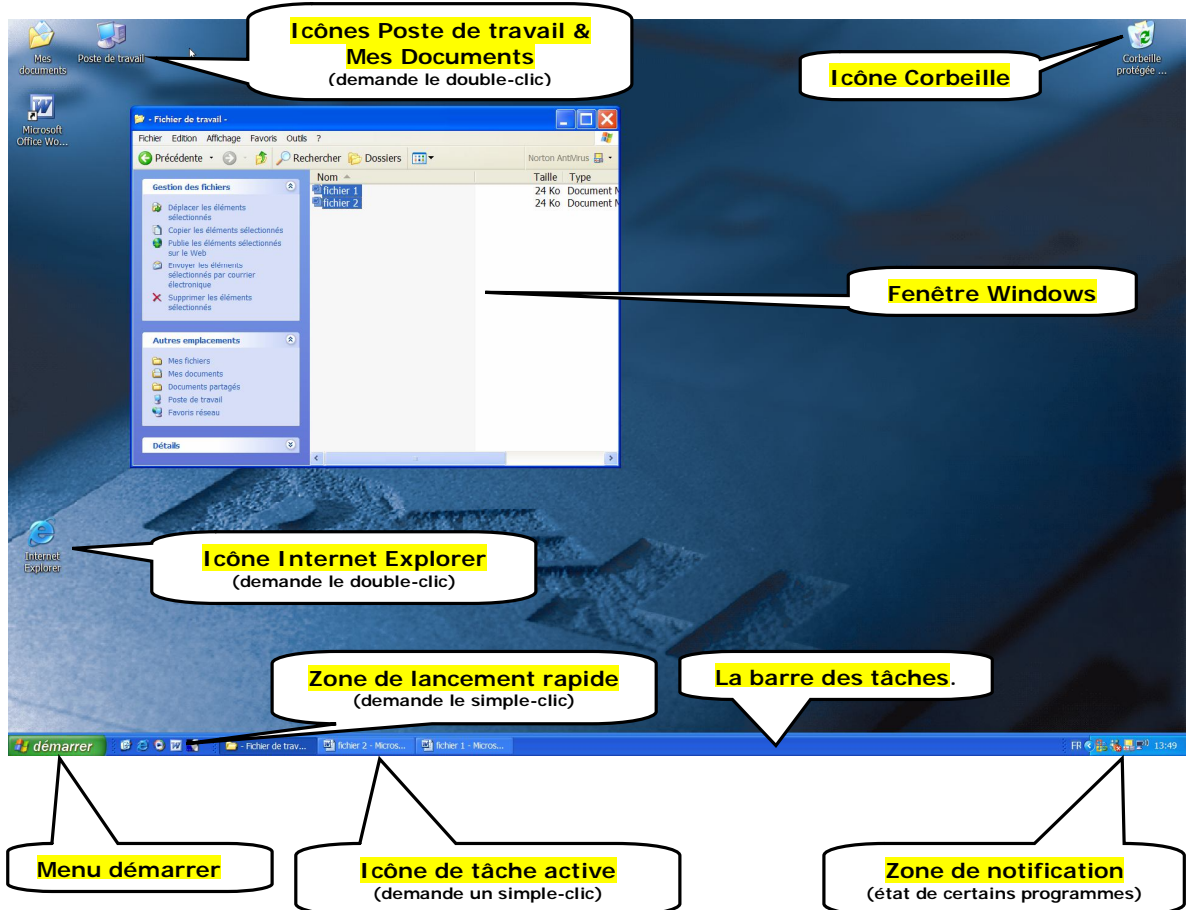 Icônes Poste de travail &
Mes Documents
(demande le double-clic)
Mes
documents
Poste de travail
Icône Corbeille
Corbeille
protégée ...
Microsoft
Office Wo...
- Fichier de travail -
Fichier Edition Affichage Favoris Outils ?
Précédente Rechercher Dossiers Norton AntiVirus
Nom Taille Type
Gestion des fichiers
fichier 1 24 Ko Document M
fichier 2 24 Ko Document M
Déplacer les éléments
sélectionnés
Copier les éléments sélectionnés
Publie les éléments sélectionnés
sur le Web
Envoyer les éléments
sélectionnés par courrier
électronique
Supprimer les éléments
sélectionnés
Fenêtre Windows
Autres emplacements
Mes fichiers
Mes documents
Documents partagés
Poste de travail
Favoris réseau
Détails
Internet
Explorer
Icône Internet Explorer
(demande le double-clic)
Zone de lancement rapide
(demande le simple-clic)
La barre des tâches.
démarrer - Fichier de trav... fichier 2 - Micros... fichier 1 - Micros... FR 13:49
Menu démarrer
Icône de tâche active
(demande un simple-clic)
Zone de notification
(état de certains programmes)